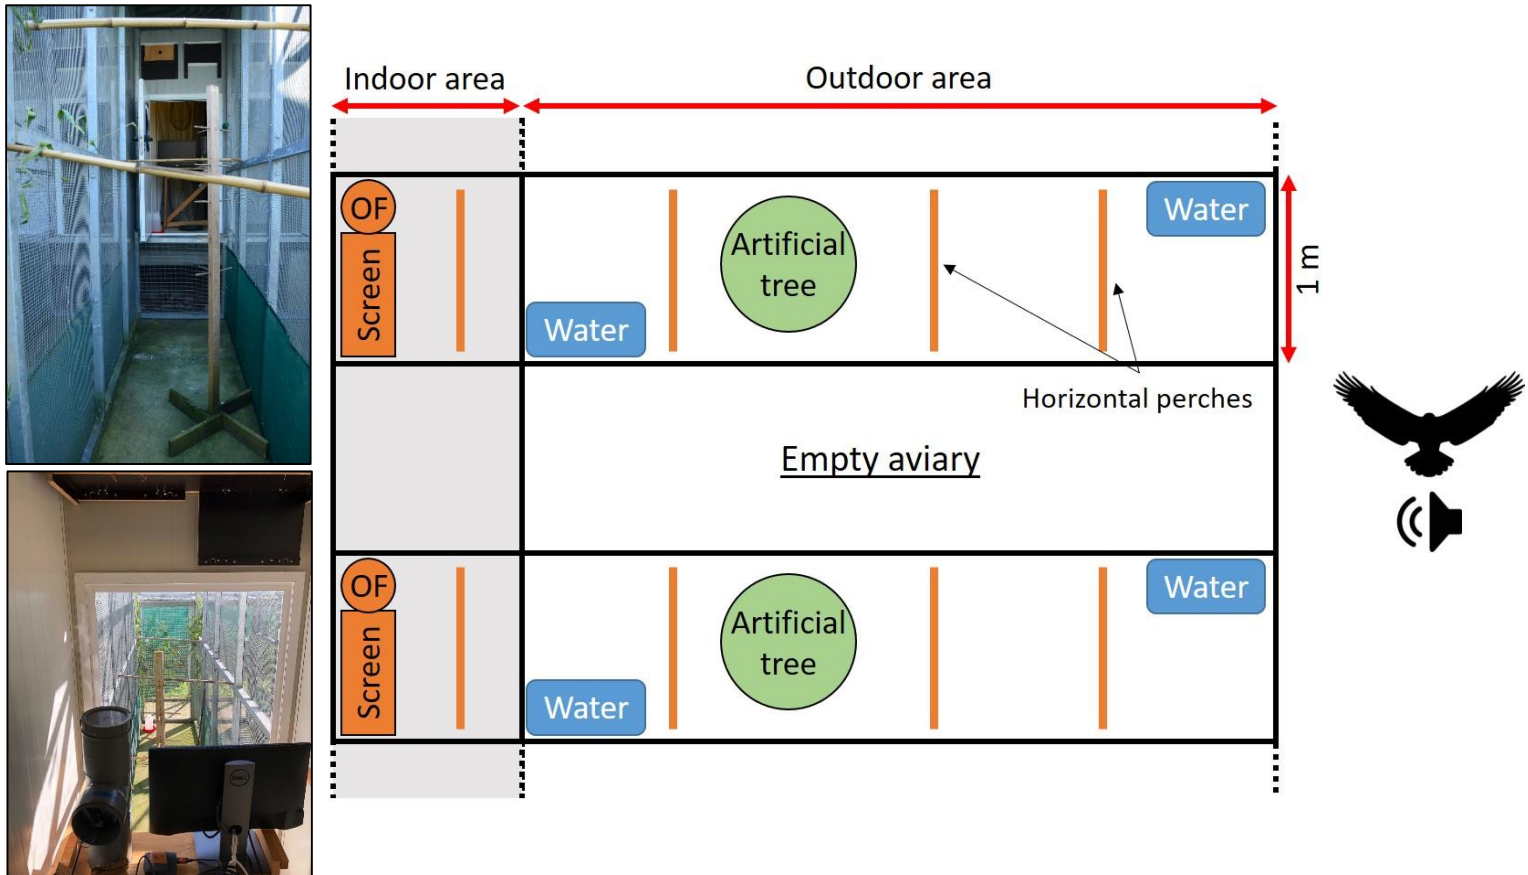 Indoor area
Outdoor area
OF
Screen
Water
Artificial
tree
Water
1 m
Horizontal perches
Empty aviary
OF
Screen
Water
Artificial
tree
Water
DELL